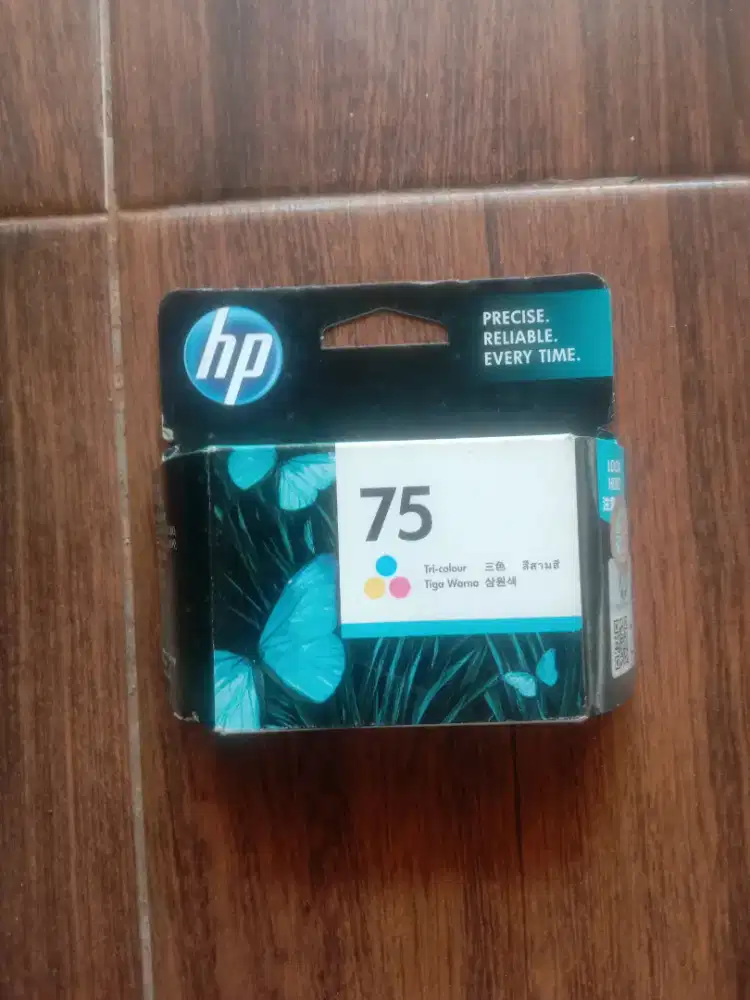 hp
PRECISE.
RELIABLE.
EVERY TIME.
75
Tri-colour 三色 สีสามสี
Tiga Warna 삼원색